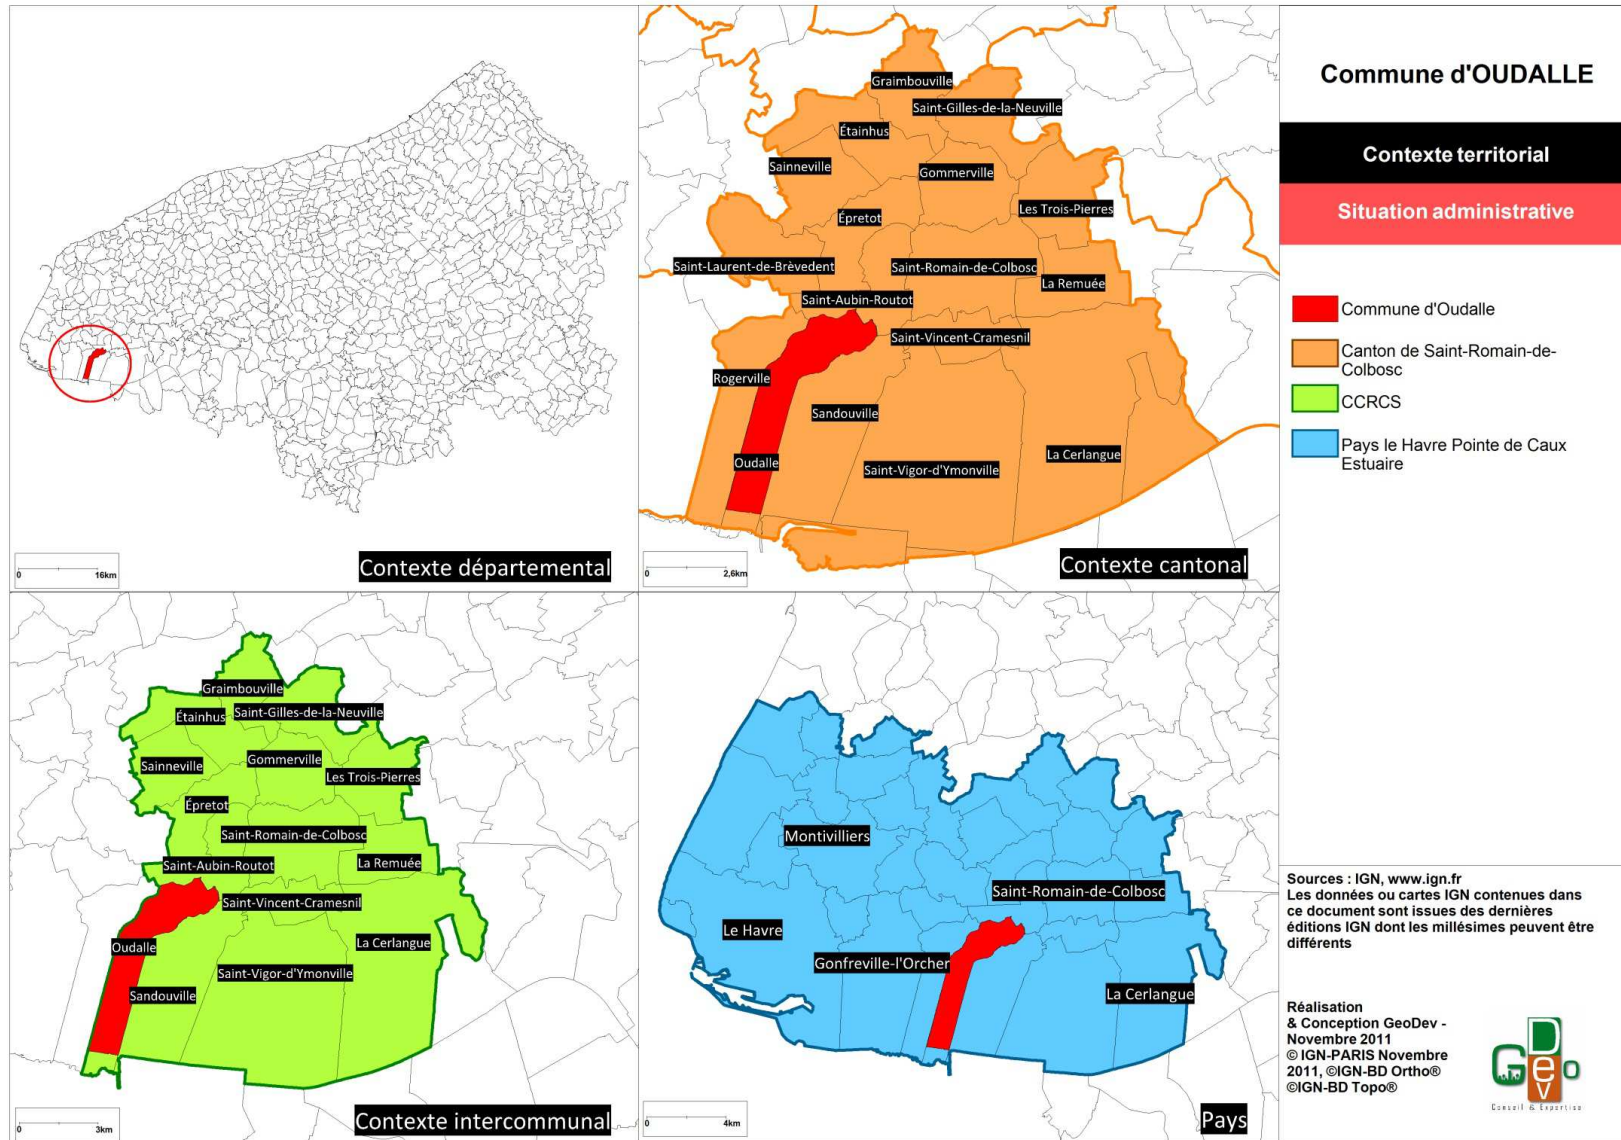 Commune d'OUDALLE
Contexte territorial
Situation administrative
Commune d'Oudalle
Canton de Saint-Romain-de-
Colbosc
CCRCS
Pays le Havre Pointe de Caux
Estuaire
Sources : IGN, www.ign.fr
Les données ou cartes IGN contenues dans
ce document sont issues des dernières
éditions IGN dont les millésimes peuvent être
différents
Réalisation
& Conception GeoDev -
Novembre 2011
© IGN-PARIS Novembre
2011, ©IGN-BD Ortho®
©IGN-BD Topo®
GeoDev
Conseil & Expertise
0 16km
Contexte départemental
Graimbouville
Saint-Gilles-de-la-Neuville
Étainhus
Sainneville
Gommerville
Les Trois-Pierres
Épretot
Saint-Laurent-de-Brèvedent
Saint-Romain-de-Colbosc
La Remuée
Saint-Aubin-Routot
Saint-Vincent-Cramesnil
Rogerville
Sandouville
Oudalle
Saint-Vigor-d'Ymonville
La Cerlangue
0 2,6km
Contexte cantonal
Graimbouville
Étainhus
Saint-Gilles-de-la-Neuville
Sainneville
Gommerville
Les Trois-Pierres
Épretot
Saint-Romain-de-Colbosc
Saint-Aubin-Routot
La Remuée
Saint-Vincent-Cramesnil
Oudalle
La Cerlangue
Saint-Vigor-d'Ymonville
Sandouville
0 3km
Contexte intercommunal
Montivilliers
Saint-Romain-de-Colbosc
Le Havre
Gonfreville-l'Orcher
La Cerlangue
0 4km
Pays